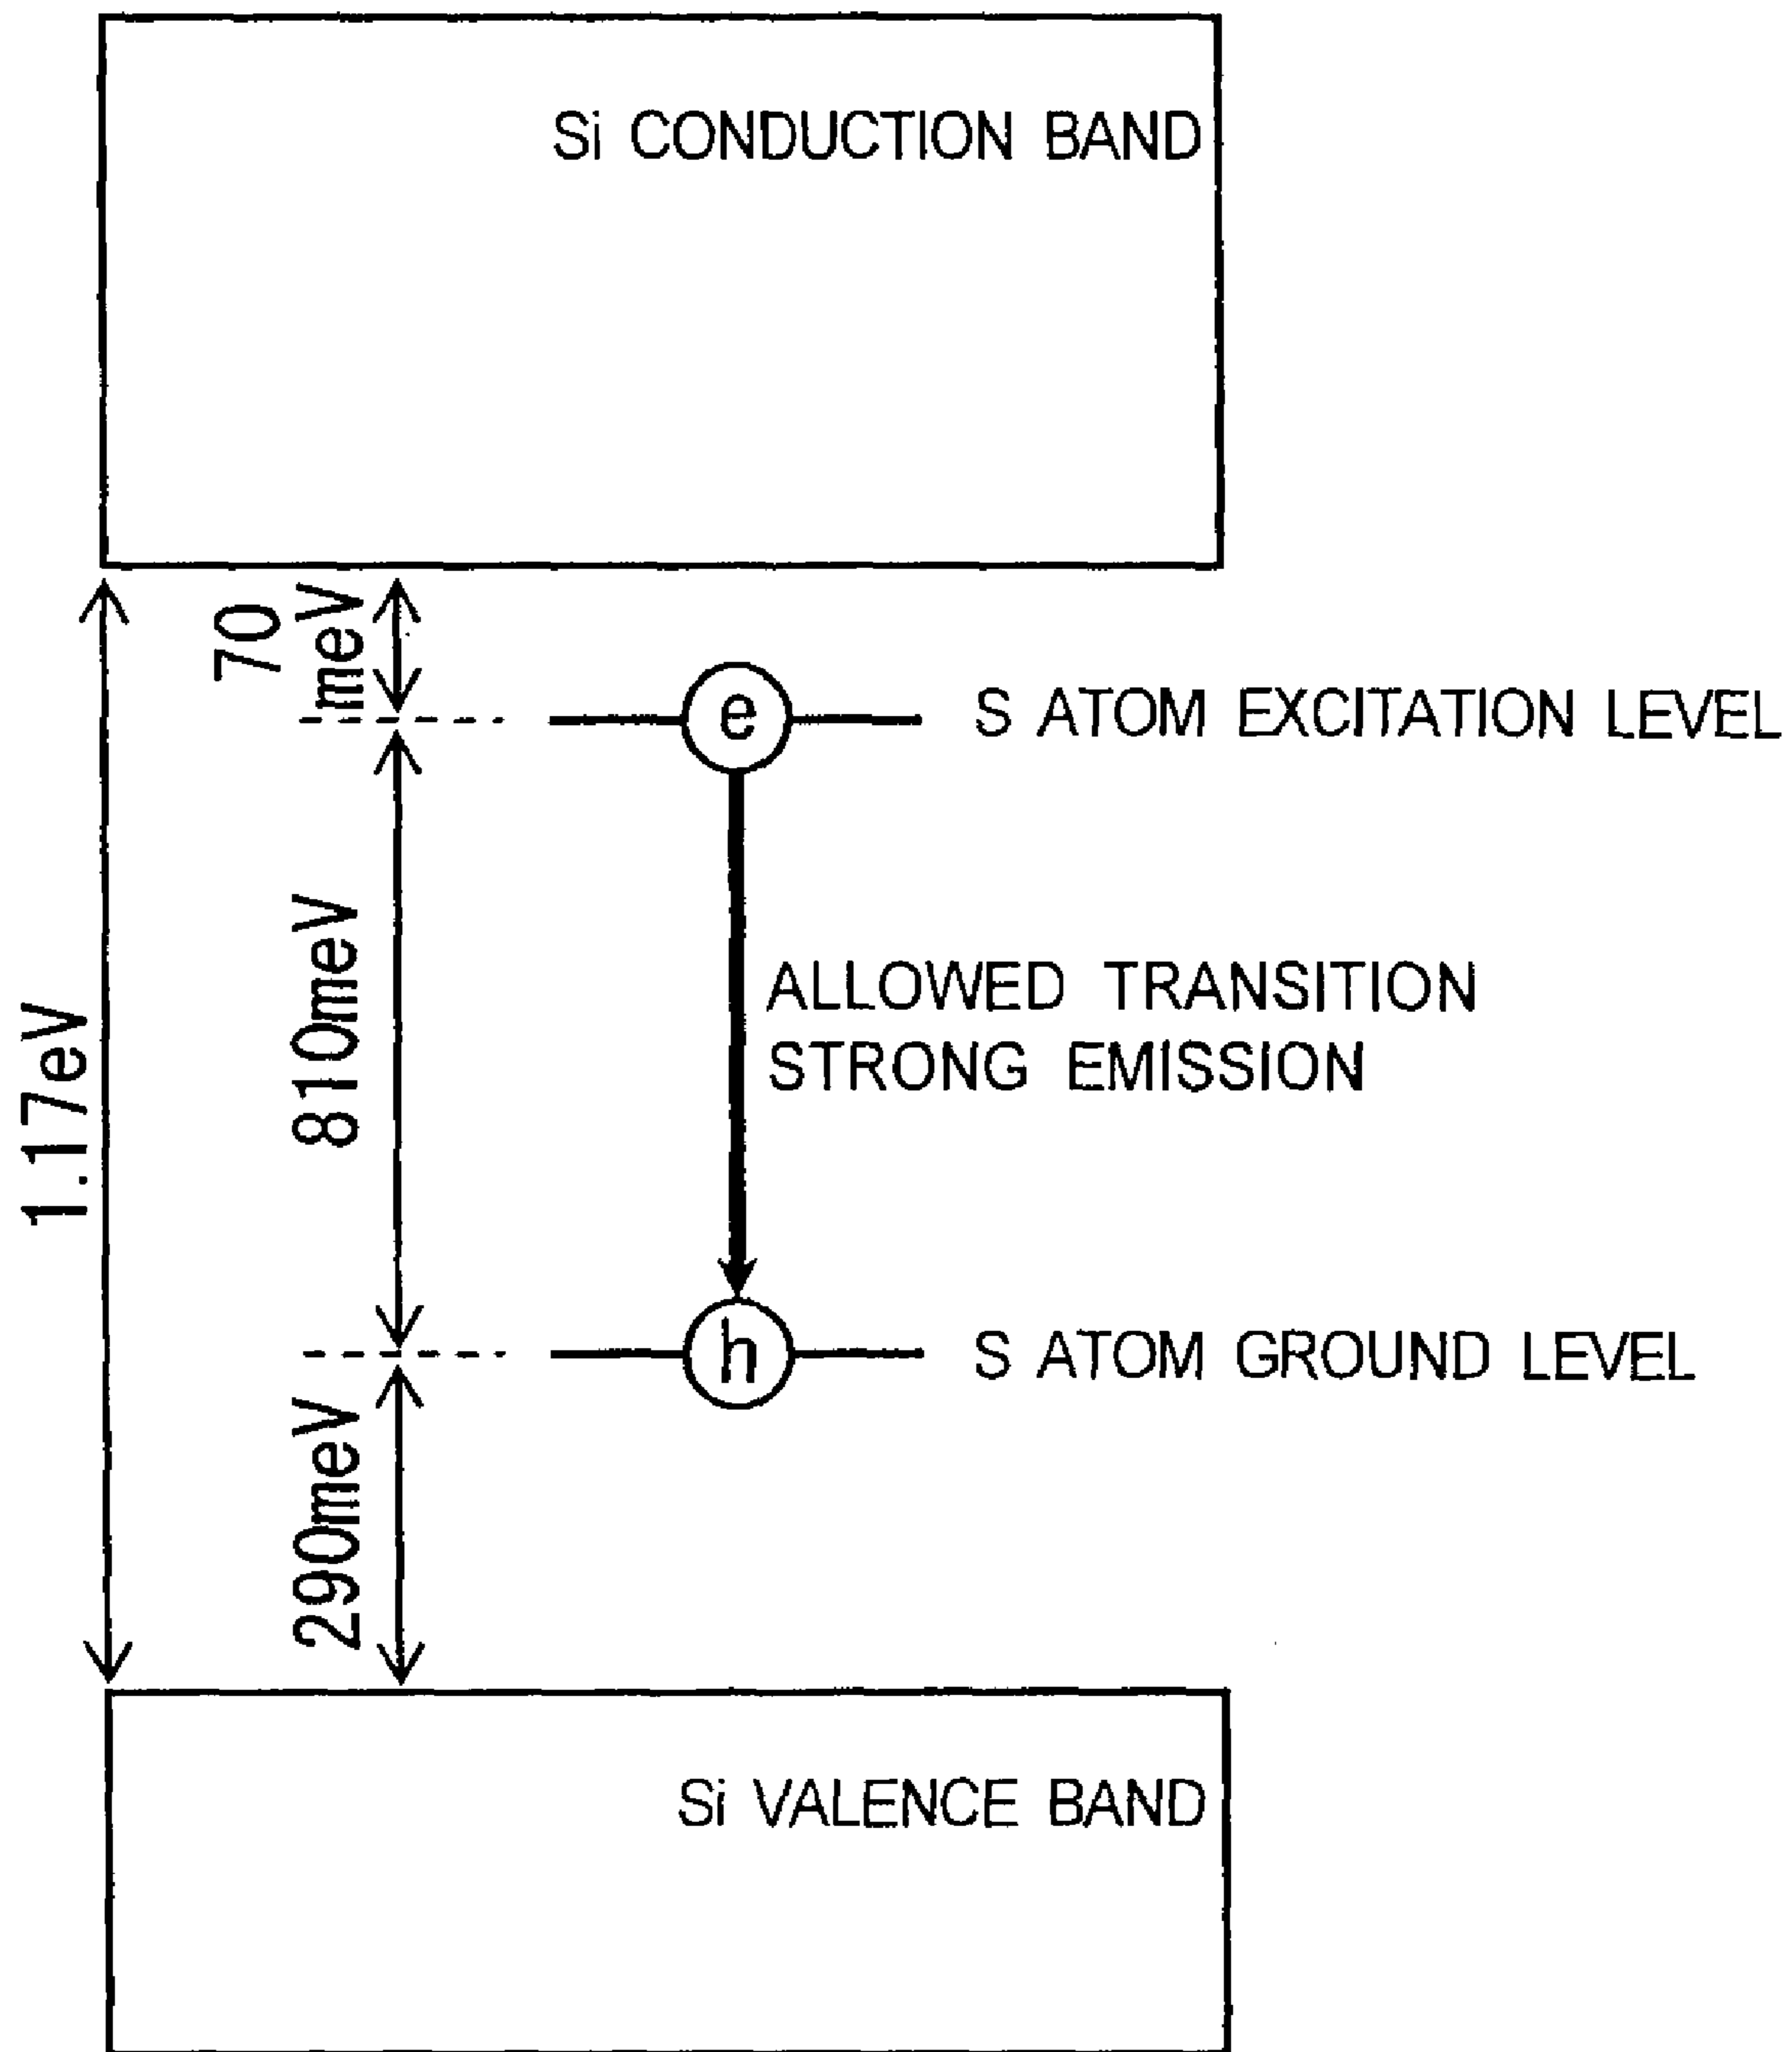 Si CONDUCTION BAND
70
meV
e
S ATOM EXCITATION LEVEL
1.17eV
810meV
ALLOWED TRANSITION
STRONG EMISSION
h
S ATOM GROUND LEVEL
290meV
Si VALENCE BAND